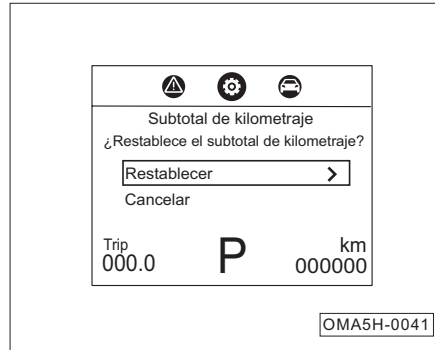 Subtotal de kilometraje
¿Restablece el subtotal de kilometraje?
Restablecer
Cancelar
Trip
000.0
P
km
000000
OMA5H-0041